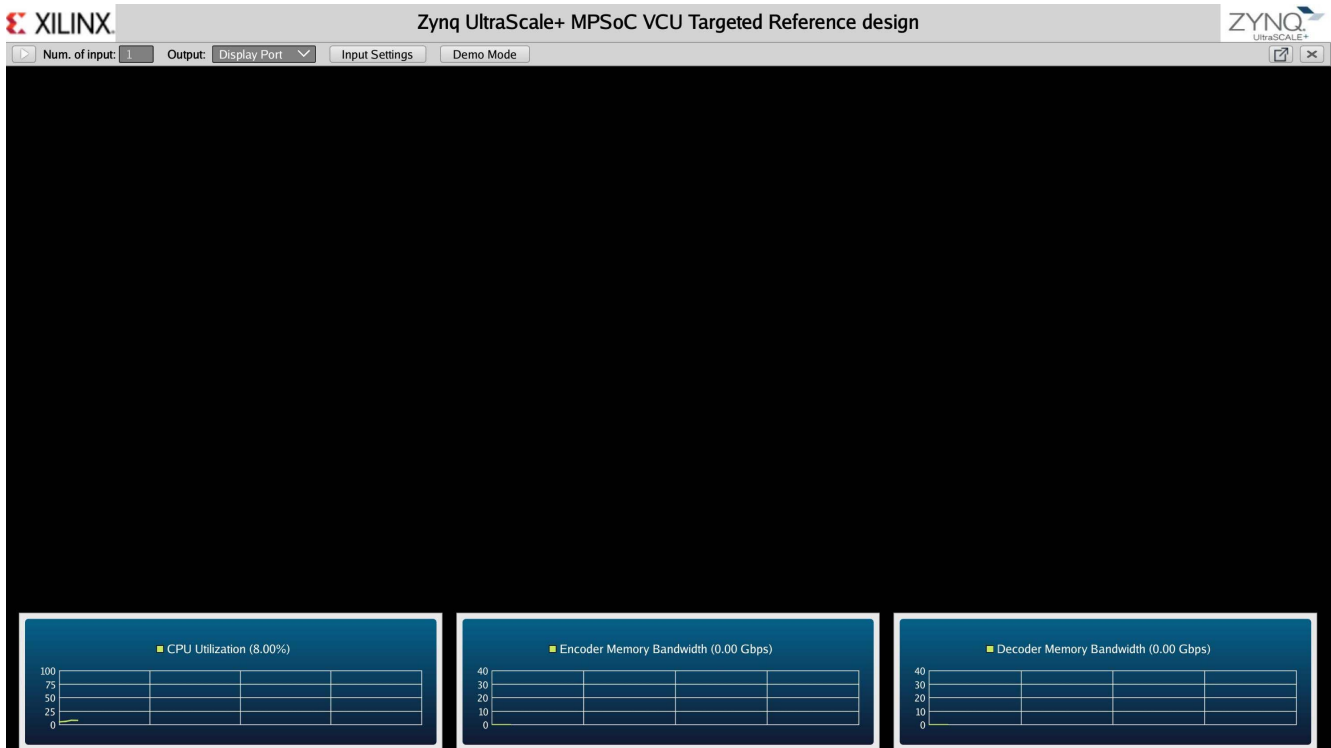 XILINX.
Zynq UltraScale+ MPSoC VCU Targeted Reference design
ZYNQ.
UltraSCALE+
Num. of input: 1 Output: Display Port Input Settings Demo Mode
CPU Utilization (8.00%)
100
75
50
25
0
Encoder Memory Bandwidth (0.00 Gbps)
40
30
20
10
0
Decoder Memory Bandwidth (0.00 Gbps)
40
30
20
10
0